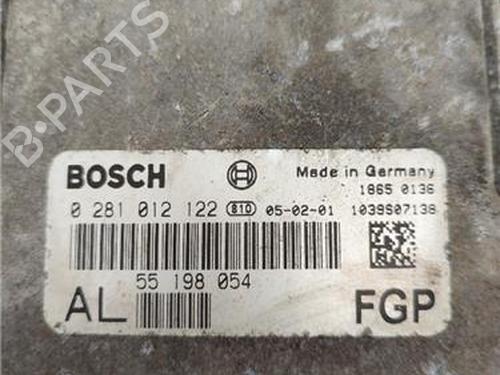 B-PARTS
BOSCH Made in Germany
1865 0136
0 281 012 122 810 05-02-01 1039S07138
55 198 054
AL FGP